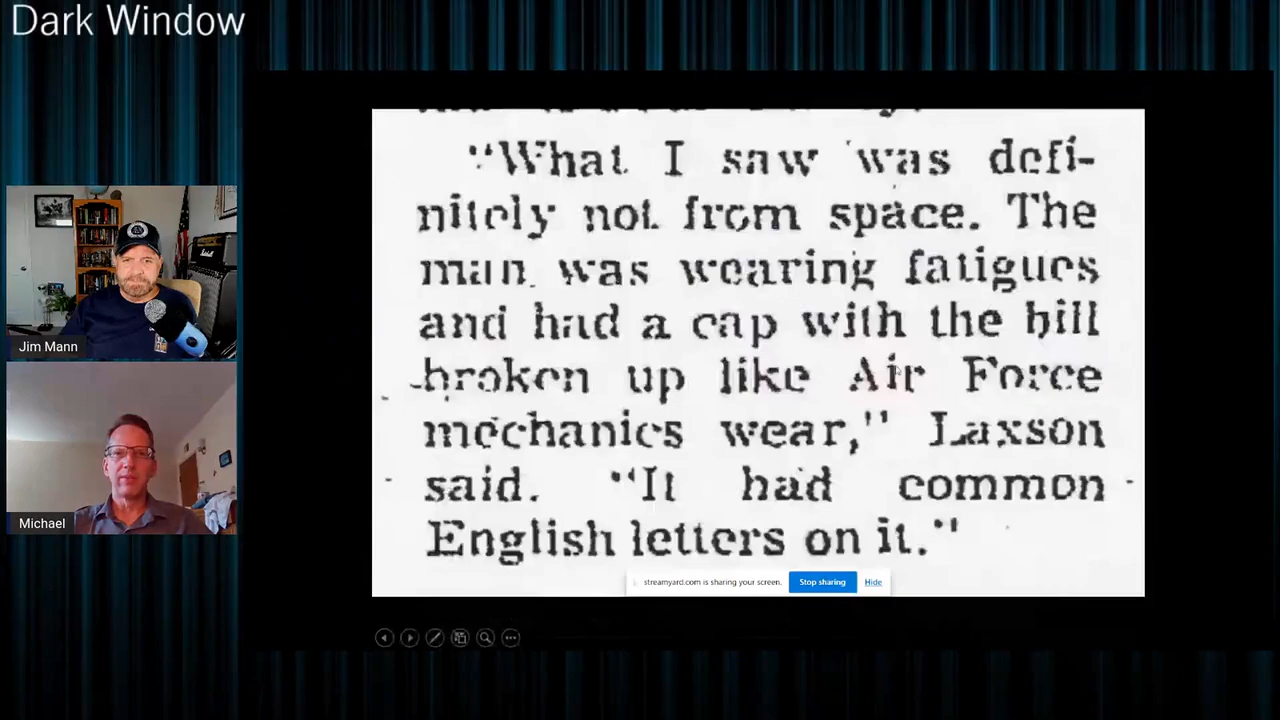 Dark Window
"What I saw was defi-
nitely not from space. The
man was wearing fatigues
and had a cap with the bill
broken up like Air Force
mechanics wear," Laxson
said. "It had common
English letters on it."
streamyard.com is sharing your screen. Stop sharing Hide
Jim Mann
Michael